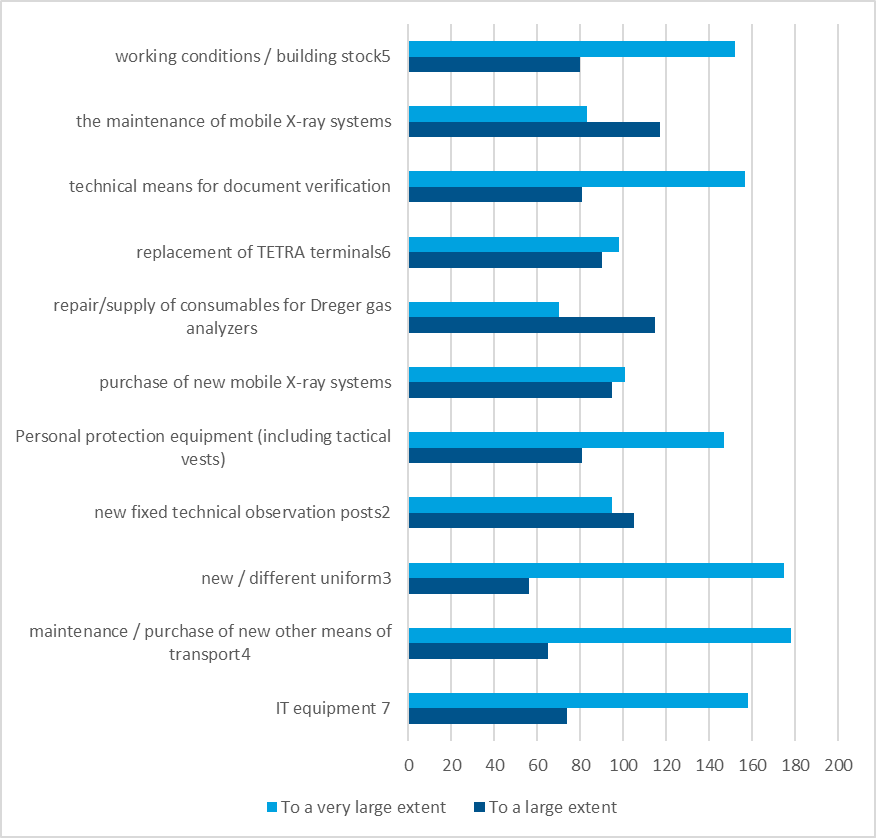 working conditions / building stock5
the maintenance of mobile X-ray systems
technical means for document verification
replacement of TETRA terminals6
repair/supply of consumables for Dreger gas
analyzers
purchase of new mobile X-ray systems
Personal protection equipment (including tactical
vests)
new fixed technical observation posts2
new / different uniform3
maintenance / purchase of new other means of
transport4
IT equipment 7
0 20 40 60 80 100 120 140 160 180 200
To a very large extent To a large extent